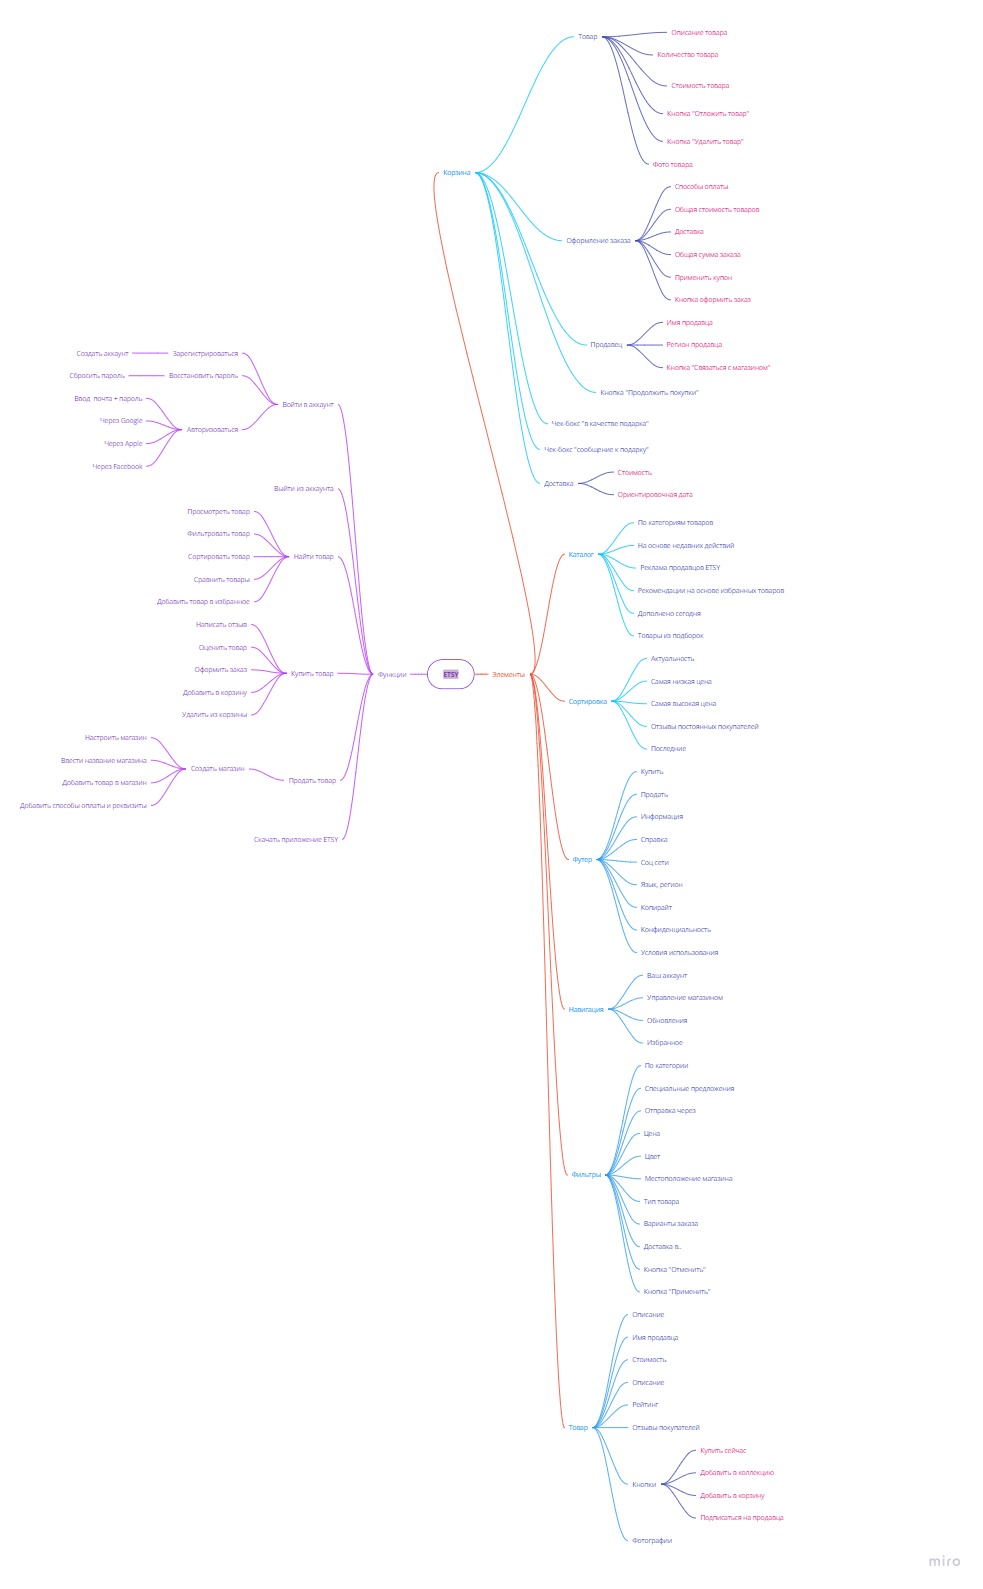 ETSY
Функции
Войти в аккаунт
Зарегистрироваться
Создать аккаунт
Восстановить пароль
Сбросить пароль
Авторизоваться
Ввод почта + пароль
Через Google
Через Apple
Через Facebook
Выйти из аккаунта
Найти товар
Просмотреть товар
Фильтровать товар
Сортировать товар
Сравнить товары
Добавить товар в избранное
Купить товар
Написать отзыв
Оценить товар
Оформить заказ
Добавить в корзину
Удалить из корзины
Продать товар
Создать магазин
Настроить магазин
Ввести название магазина
Добавить товар в магазин
Добавить способы оплаты и реквизиты
Скачать приложение ETSY
Элементы
Корзина
Товар
Описание товара
Количество товара
Стоимость товара
Кнопка "Отложить товар"
Кнопка "Удалить товар"
Фото товара
Оформление заказа
Способы оплаты
Общая стоимость товаров
Доставка
Общая сумма заказа
Применить купон
Кнопка оформить заказ
Продавец
Имя продавца
Регион продавца
Кнопка "Связаться с магазином"
Кнопка "Продолжить покупки"
Чек-бокс "в качестве подарка"
Чек-бокс "сообщение к подарку"
Доставка
Стоимость
Ориентировочная дата
Каталог
По категориям товаров
На основе недавних действий
Реклама продавцов ETSY
Рекомендации на основе избранных товаров
Дополнено сегодня
Товары из подборок
Сортировка
Актуальность
Самая низкая цена
Самая высокая цена
Отзывы постоянных покупателей
Последние
Футер
Купить
Продать
Информация
Справка
Соц сети
Язык, регион
Копирайт
Конфиденциальность
Условия использования
Навигация
Ваш аккаунт
Управление магазином
Обновления
Избранное
Фильтры
По категории
Специальные предложения
Отправка через
Цена
Цвет
Местоположение магазина
Тип товара
Варианты заказа
Доставка в..
Кнопка "Отменить"
Кнопка "Применить"
Товар
Описание
Имя продавца
Стоимость
Описание
Рейтинг
Отзывы покупателей
Кнопки
Купить сейчас
Добавить в коллекцию
Добавить в корзину
Подписаться на продавца
Фотографии
miro